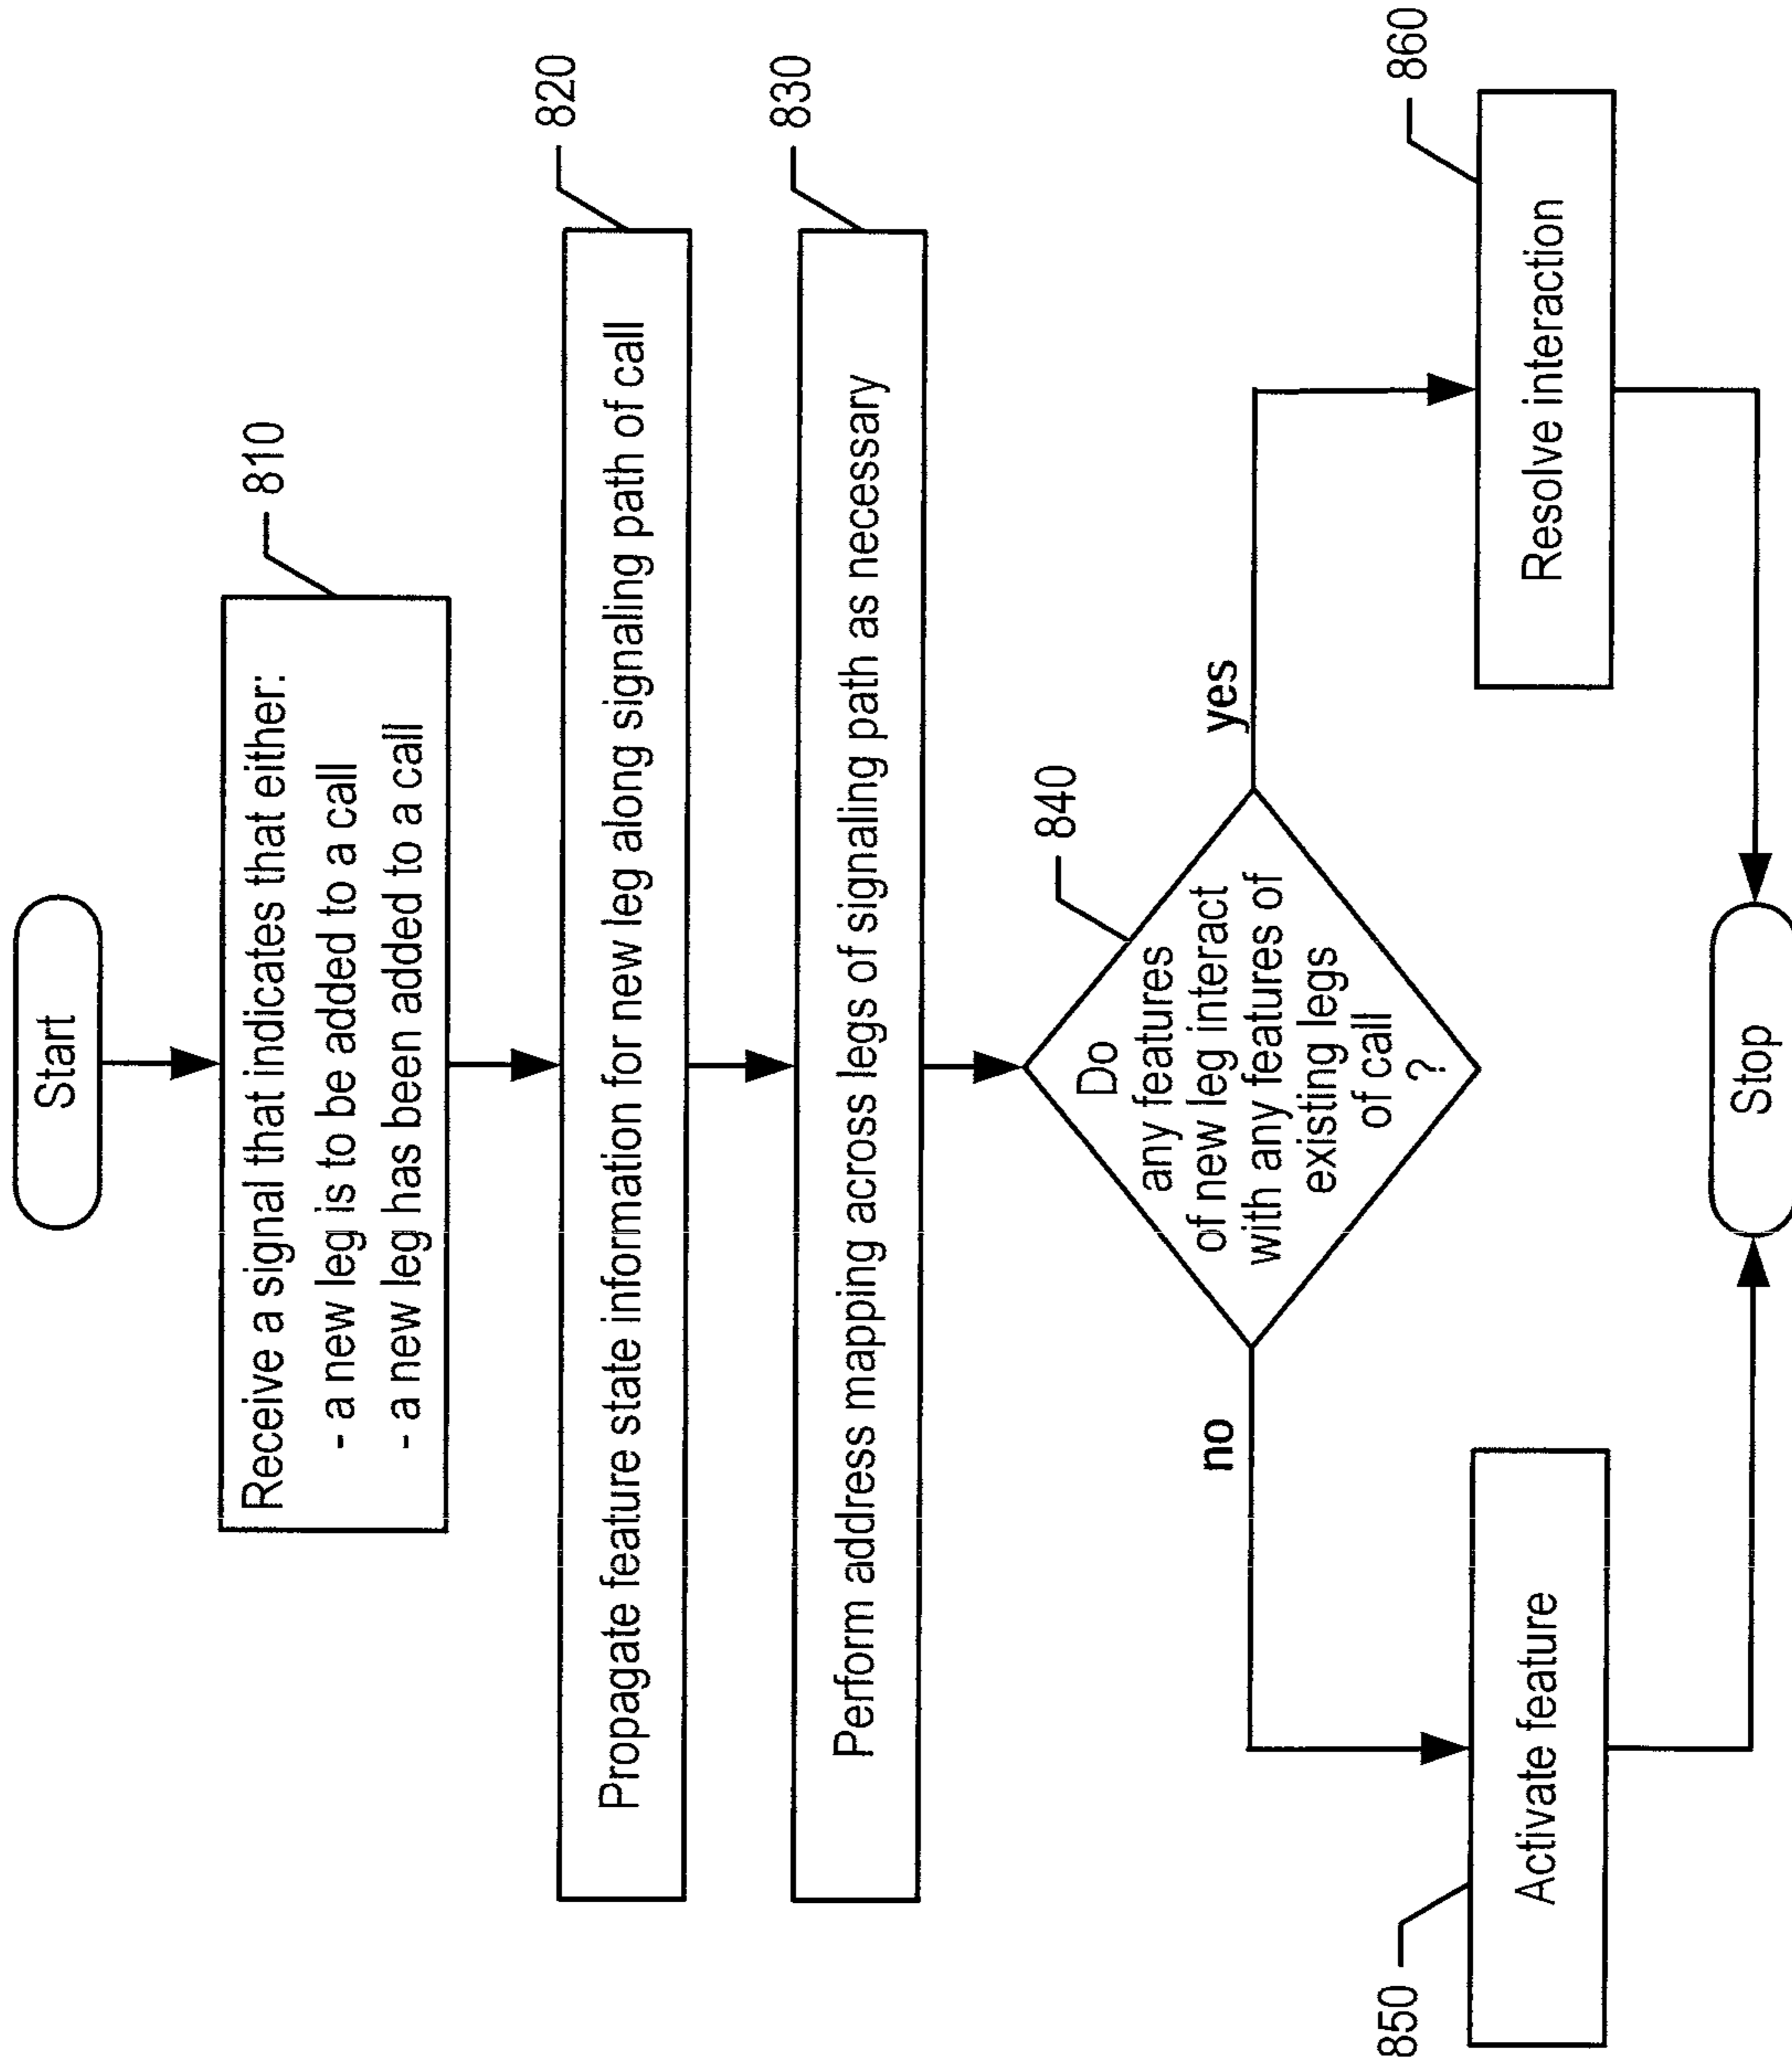 Start
810
Receive a signal that indicates that either:
- a new leg is to be added to a call
- a new leg has been added to a call
820
Propagate feature state information for new leg along signaling path of call
830
Perform address mapping across legs of signaling path as necessary
840
Do
any features
of new leg interact
with any features of
existing legs
of call
?
no
yes
850
Activate feature
860
Resolve interaction
Stop